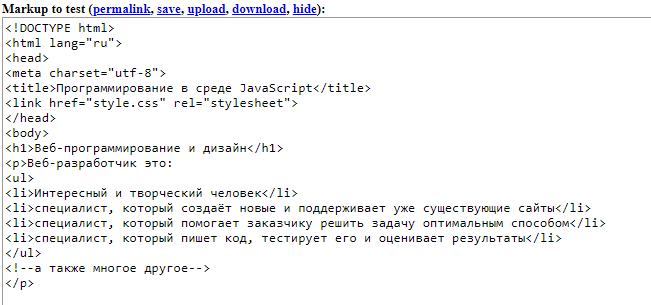 Markup to test (permalink, save, upload, download, hide):
<!DOCTYPE html>
<html lang="ru">
<head>
<meta charset="utf-8">
<title>Программирование в среде JavaScript</title>
<link href="style.css" rel="stylesheet">
</head>
<body>
<h1>Веб-программирование и дизайн</h1>
<p>Веб-разработчик это:
<ul>
<li>Интересный и творческий человек</li>
<li>специалист, который создаёт новые и поддерживает уже существующие сайты</li>
<li>специалист, который помогает заказчику решить задачу оптимальным способом</li>
<li>специалист, который пишет код, тестирует его и оценивает результаты</li>
</ul>
<!--а также многое другое-->
</p>